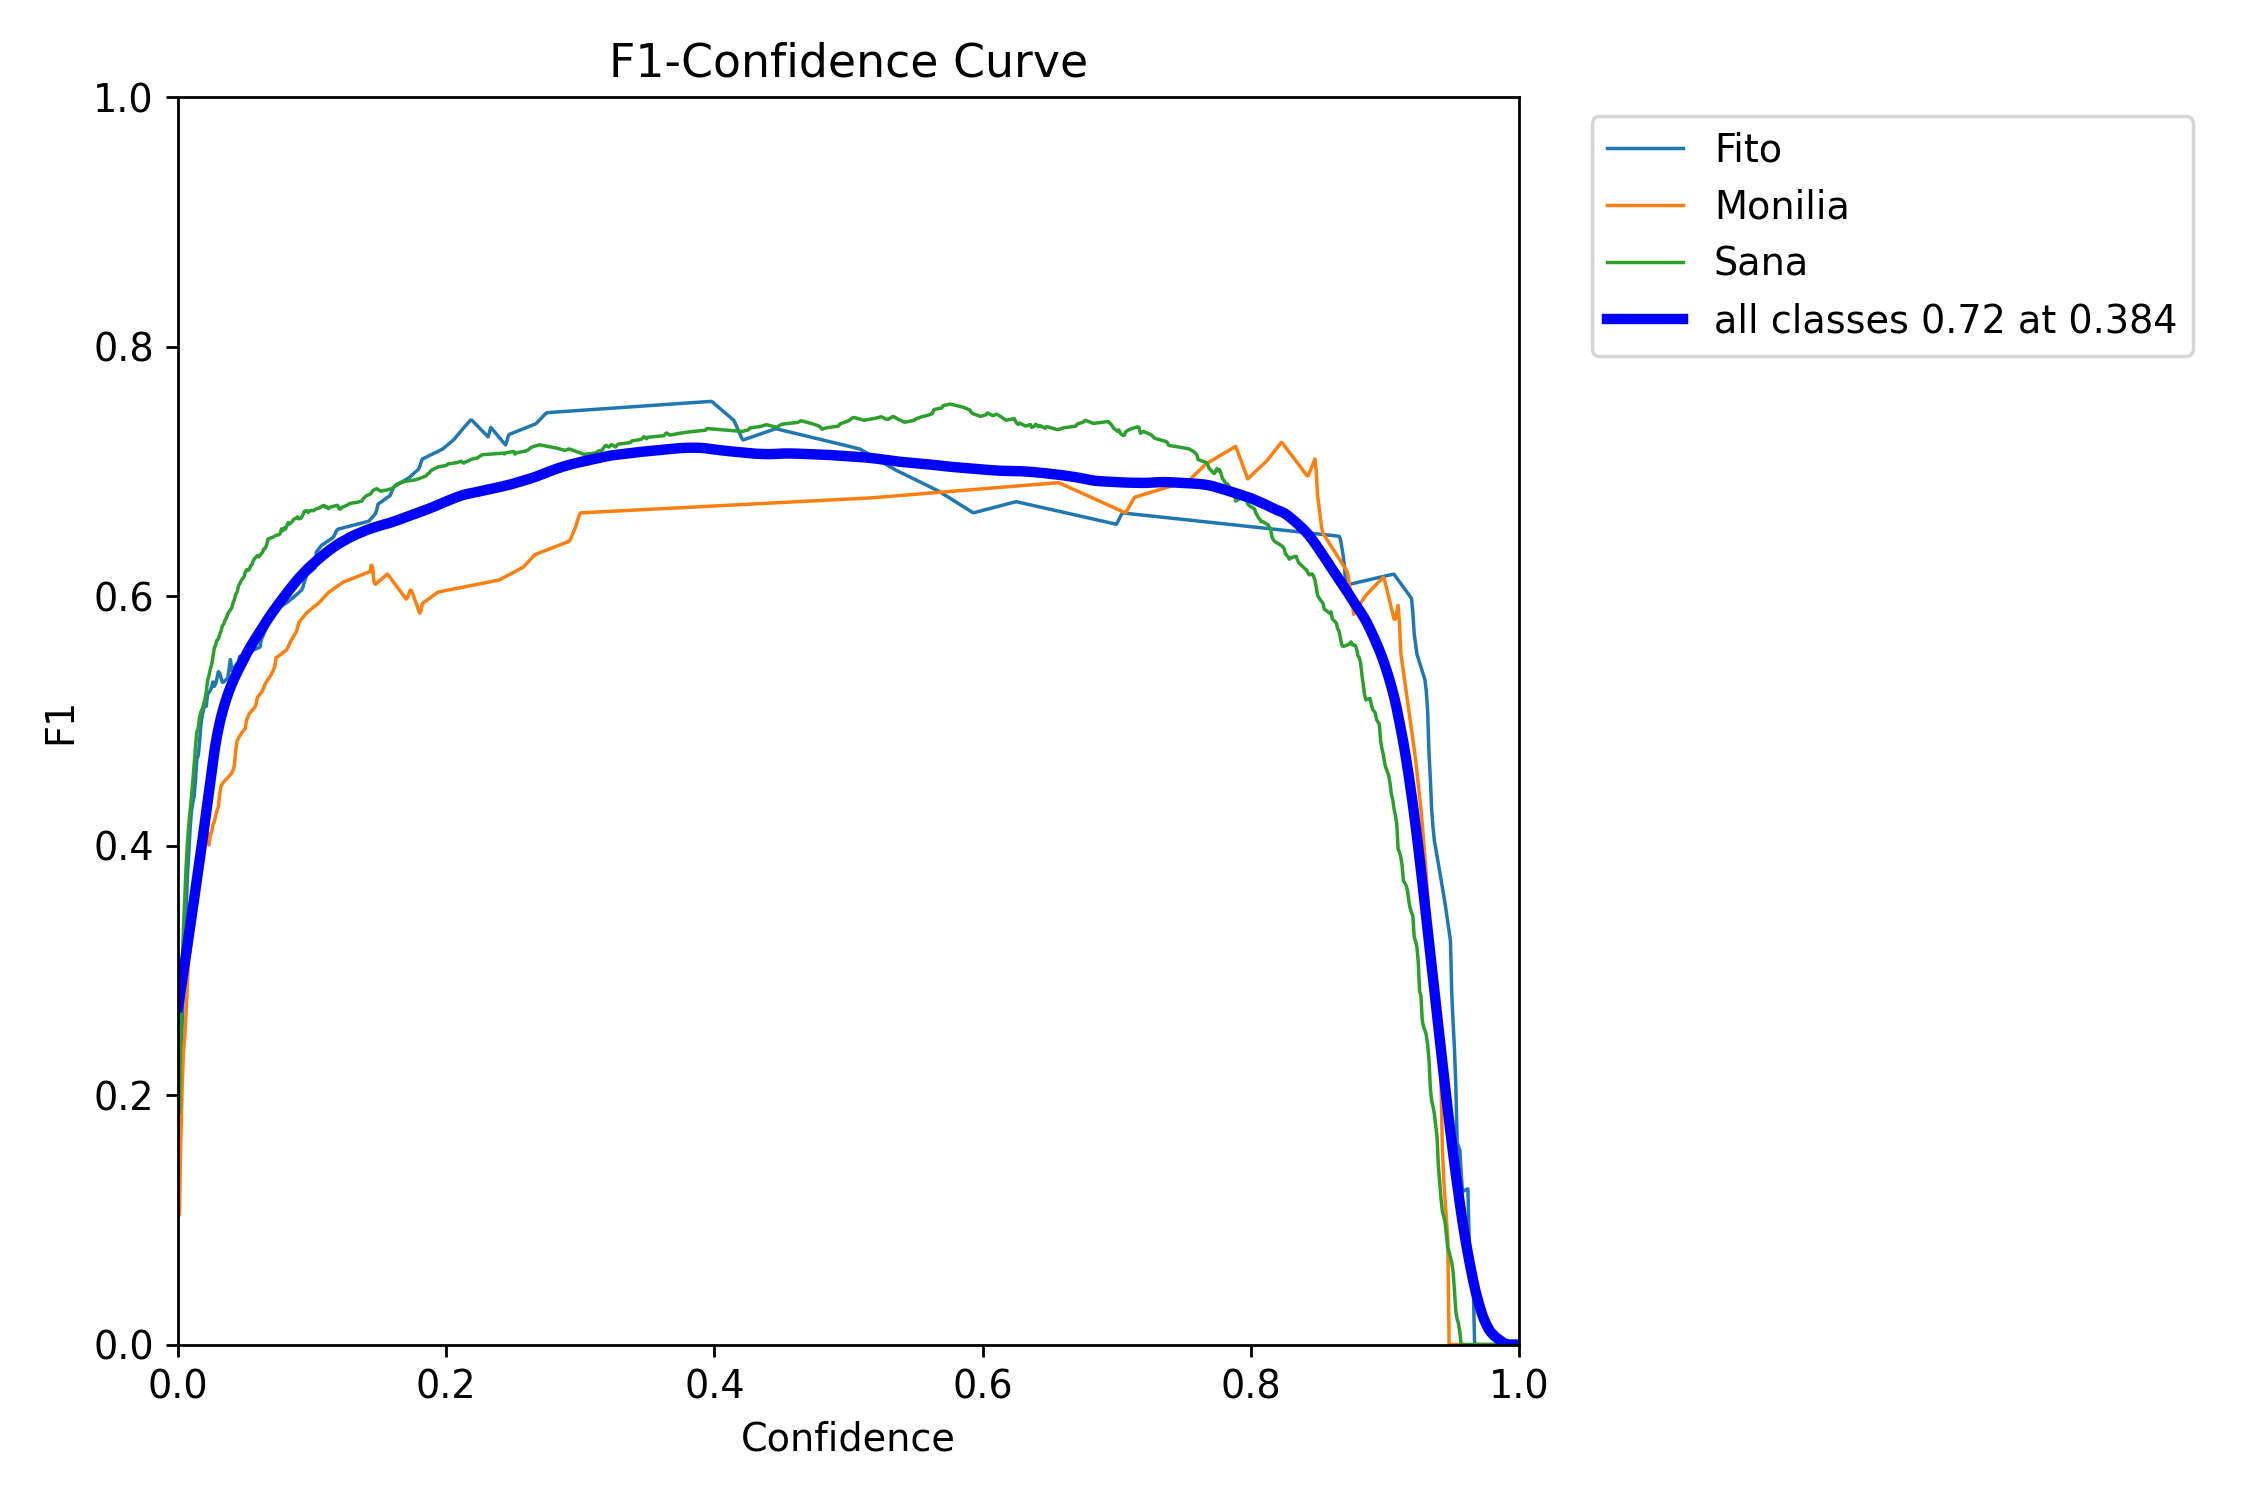 F1-Confidence Curve
1.0
0.8
0.6
0.4
0.2
0.0
F1
0.0 0.2 0.4 0.6 0.8 1.0
Confidence
Fito
Monilia
Sana
all classes 0.72 at 0.384